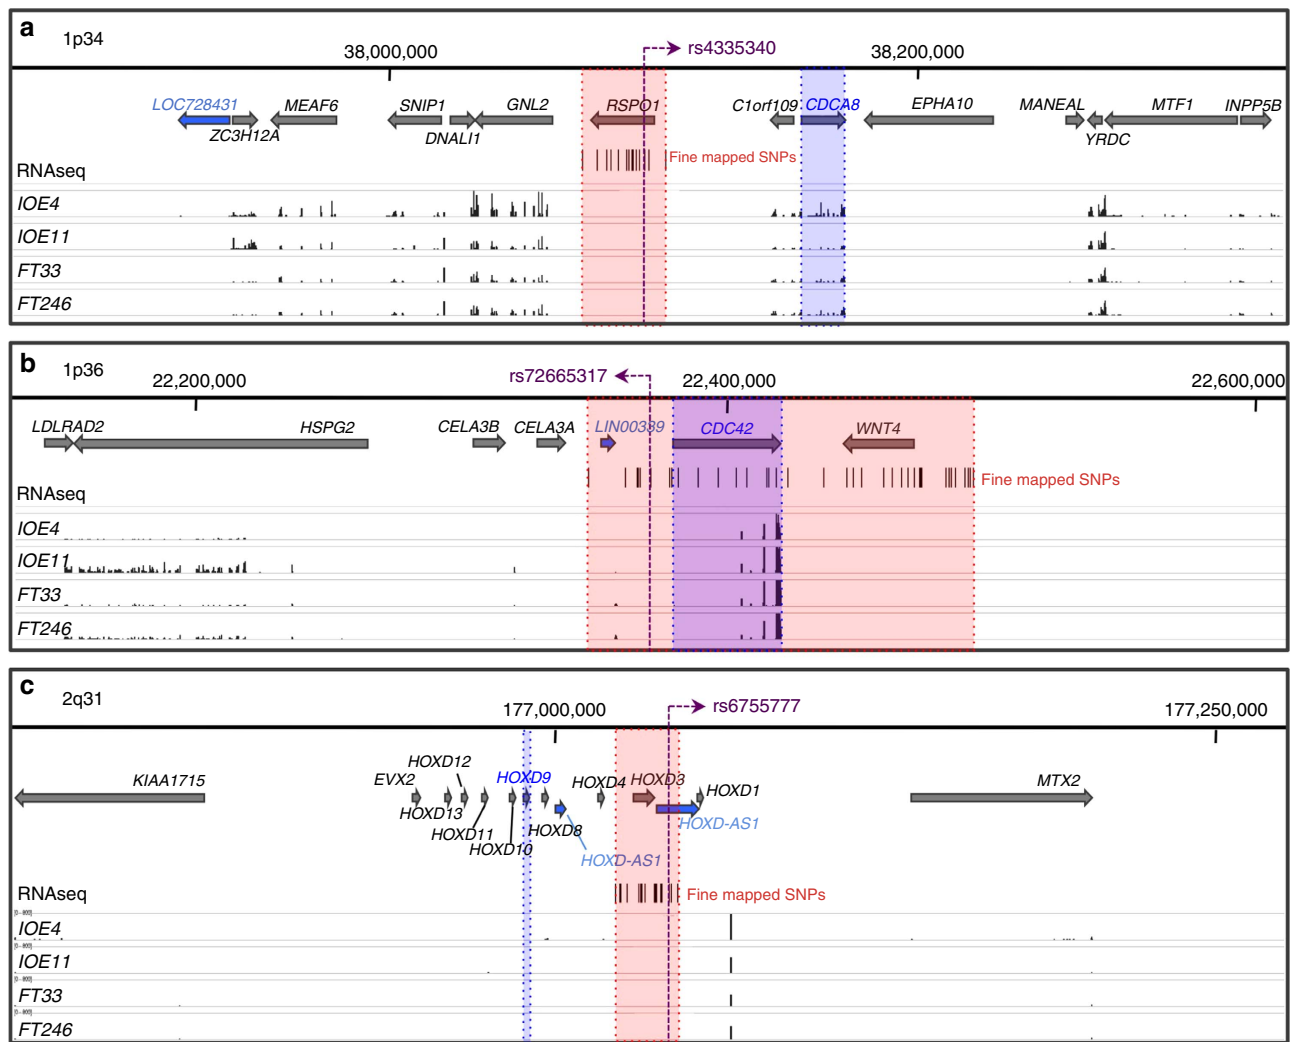 a
1p34
38,000,000
rs4335340
38,200,000
LOC728431
ZC3H12A
MEAF6
SNIP1
DNALI1
GNL2
RSPO1
C1orf109
CDCA8
EPHA10
MANEAL
YRDC
MTF1
INPP5B
Fine mapped SNPs
RNAseq
IOE4
IOE11
FT33
FT246
b
1p36
22,200,000
rs72665317
22,400,000
22,600,000
LDLRAD2
HSPG2
CELA3B
CELA3A
LIN00339
CDC42
WNT4
Fine mapped SNPs
RNAseq
IOE4
IOE11
FT33
FT246
c
2q31
177,000,000
rs6755777
177,250,000
KIAA1715
EVX2
HOXD13
HOXD12
HOXD11
HOXD10
HOXD9
HOXD8
HOXD-AS1
HOXD4
HOXD3
HOXD1
HOXD-AS1
MTX2
RNAseq
Fine mapped SNPs
IOE4
IOE11
FT33
FT246